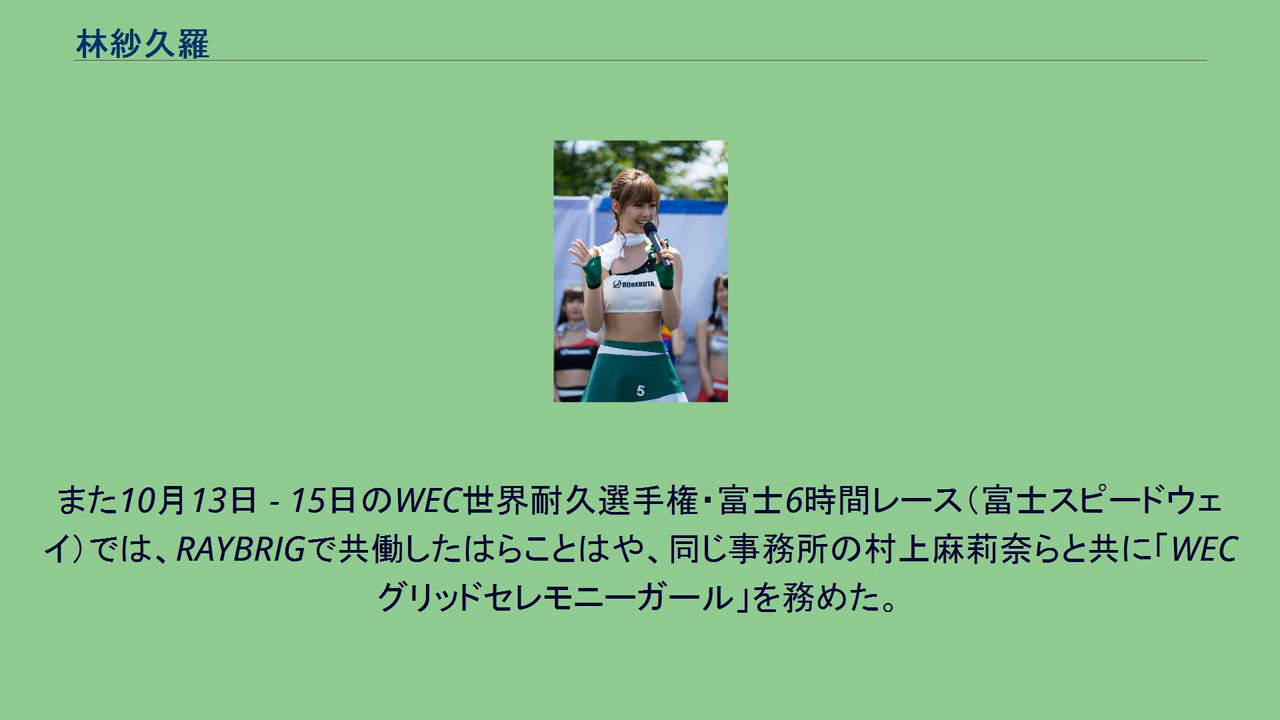 林紗久羅
ROBERUTA
5
また10月13日 - 15日のWEC世界耐久選手権・富士6時間レース（富士スピードウェ
イ）では、RAYBRIGで共働したはらことはや、同じ事務所の村上麻莉奈らと共に「WEC
グリッドセレモニーガール」を務めた。